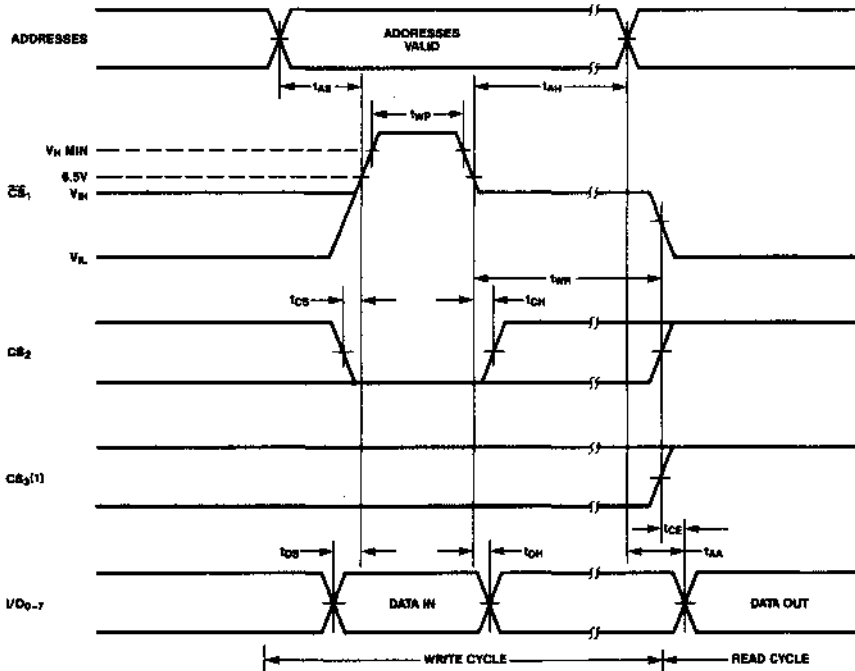 ADDRESSES
ADDRESSES
VALID
tAS
tAH
tWP
VH MIN
6.5V
CS1
VIH
VIL
tWR
tCS
tCH
CS2
CS3[1]
tCE
tDS
tDH
tAA
I/O0-7
DATA IN
DATA OUT
WRITE CYCLE
READ CYCLE